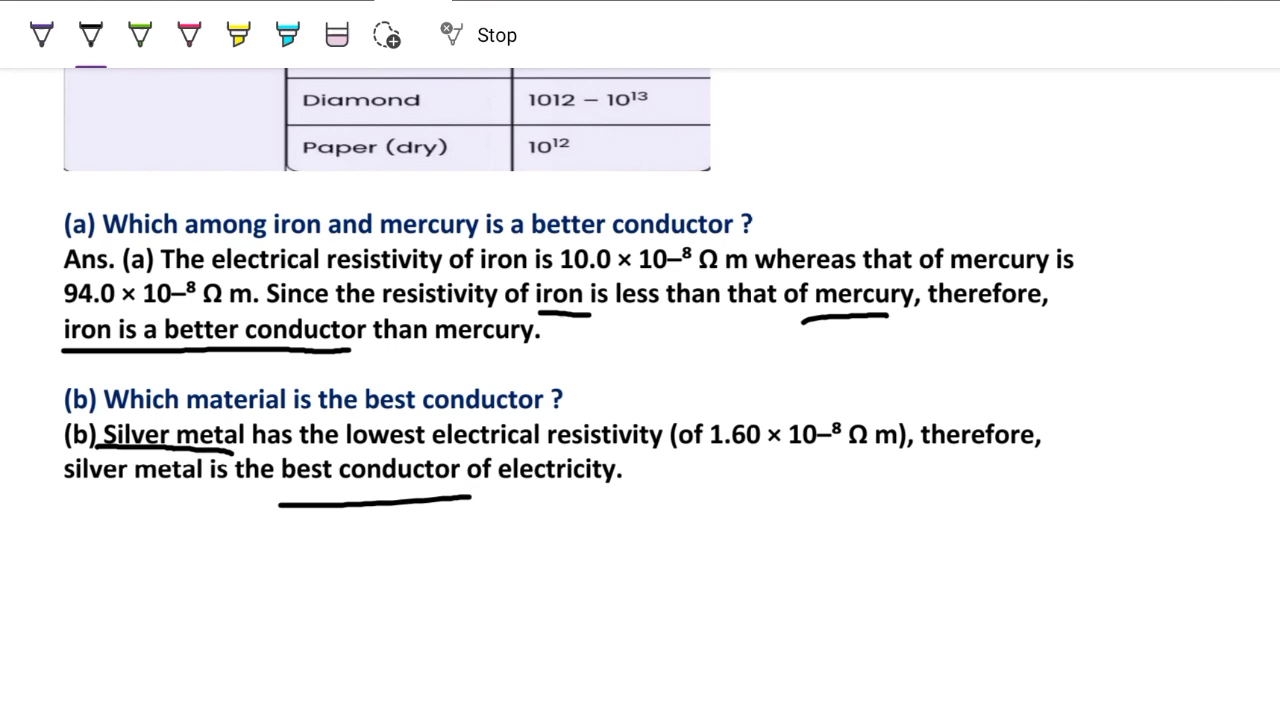 Stop
Diamond 1012 – 10¹³
Paper (dry) 10¹²
(a) Which among iron and mercury is a better conductor ?
Ans. (a) The electrical resistivity of iron is 10.0 × 10–⁸ Ω m whereas that of mercury is
94.0 × 10–⁸ Ω m. Since the resistivity of iron is less than that of mercury, therefore,
iron is a better conductor than mercury.
(b) Which material is the best conductor ?
(b) Silver metal has the lowest electrical resistivity (of 1.60 × 10–⁸ Ω m), therefore,
silver metal is the best conductor of electricity.